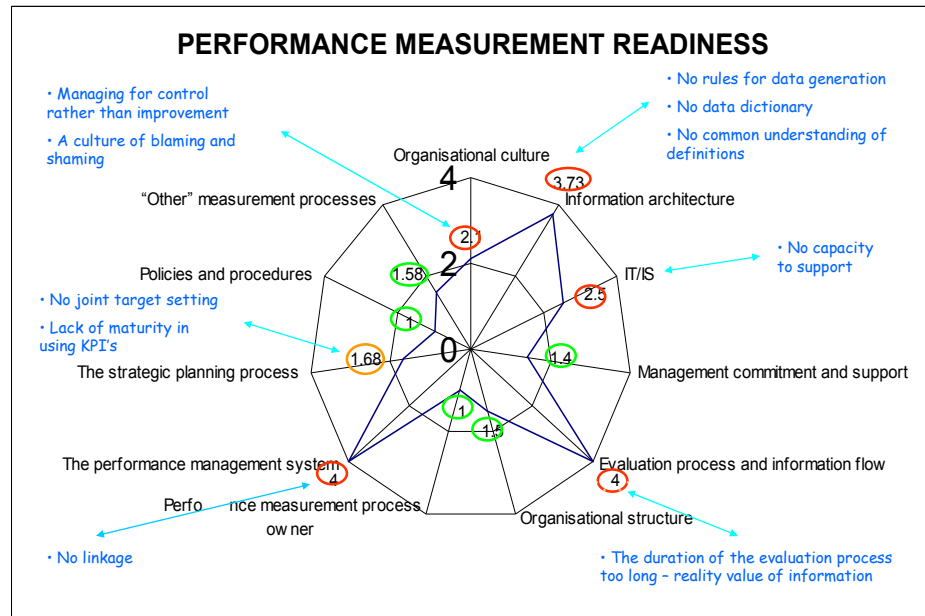 PERFORMANCE MEASUREMENT READINESS
• Managing for control
rather than improvement
• A culture of blaming and
shaming
• No rules for data generation
• No data dictionary
• No common understanding of
definitions
Organisational culture
4
3.73
Information architecture
"Other" measurement processes
2.1
2
1.58
Policies and procedures
IT/IS
• No capacity
to support
2.5
• No joint target setting
• Lack of maturity in
using KPI's
1
0
1.68
1.4
The strategic planning process
Management commitment and support
1
1.5
The performance management system
4
Evaluation process and information flow
4
Perfo nce measurement process
ow ner
Organisational structure
• No linkage
• The duration of the evaluation process
too long – reality value of information